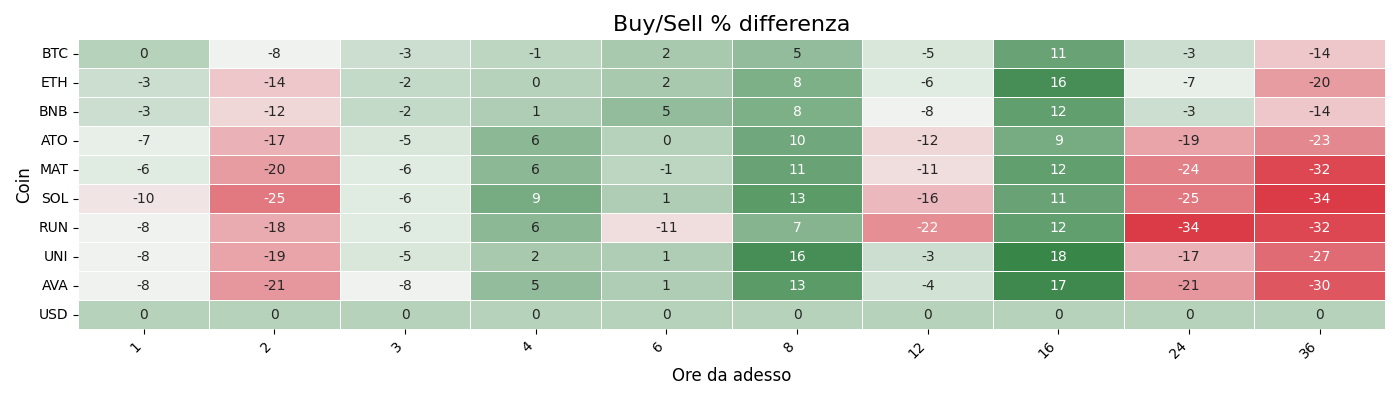 Buy/Sell % differenza
Coin
BTC 0 -8 -3 -1 2 5 -5 11 -3 -14
ETH -3 -14 -2 0 2 8 -6 16 -7 -20
BNB -3 -12 -2 1 5 8 -8 12 -3 -14
ATO -7 -17 -5 6 0 10 -12 9 -19 -23
MAT -6 -20 -6 6 -1 11 -11 12 -24 -32
SOL -10 -25 -6 9 1 13 -16 11 -25 -34
RUN -8 -18 -6 6 -11 7 -22 12 -34 -32
UNI -8 -19 -5 2 1 16 -3 18 -17 -27
AVA -8 -21 -8 5 1 13 -4 17 -21 -30
USD 0 0 0 0 0 0 0 0 0 0
1 2 3 4 6 8 12 16 24 36
Ore da adesso